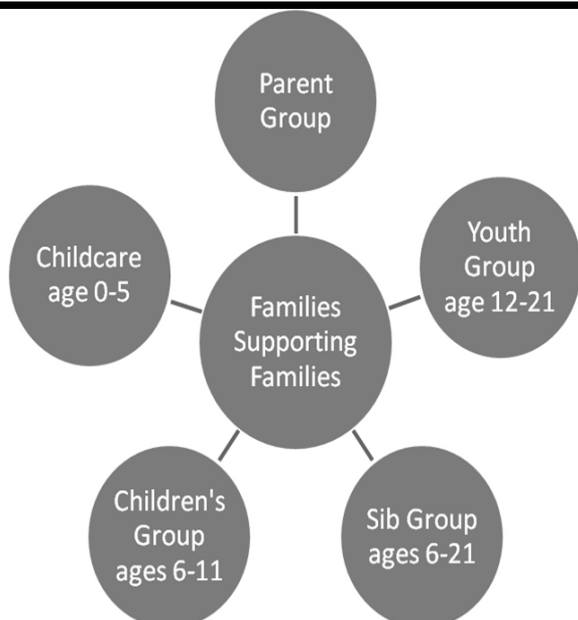 Parent
Group
Childcare
age 0-5
Youth
Group
age 12-21
Families
Supporting
Families
Children's
Group
ages 6-11
Sib Group
ages 6-21